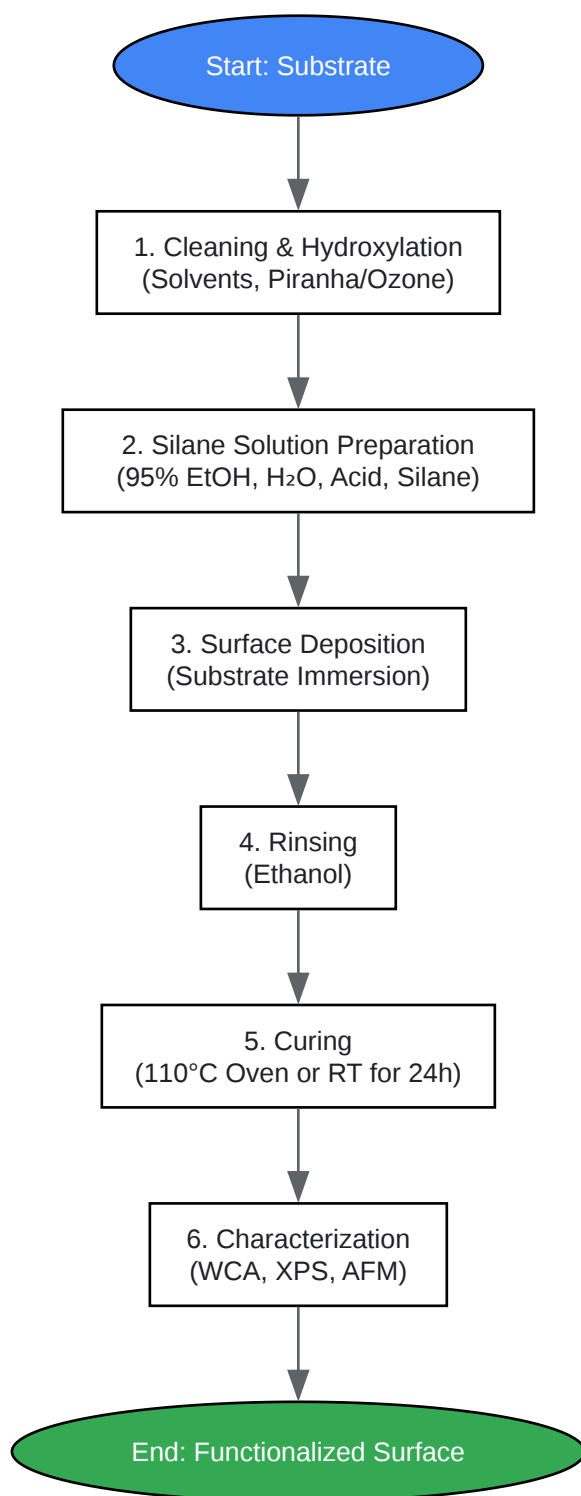 Start: Substrate
1. Cleaning & Hydroxylation
(Solvents, Piranha/Ozone)
2. Silane Solution Preparation
(95% EtOH, H₂O, Acid, Silane)
3. Surface Deposition
(Substrate Immersion)
4. Rinsing
(Ethanol)
5. Curing
(110°C Oven or RT for 24h)
6. Characterization
(WCA, XPS, AFM)
End: Functionalized Surface